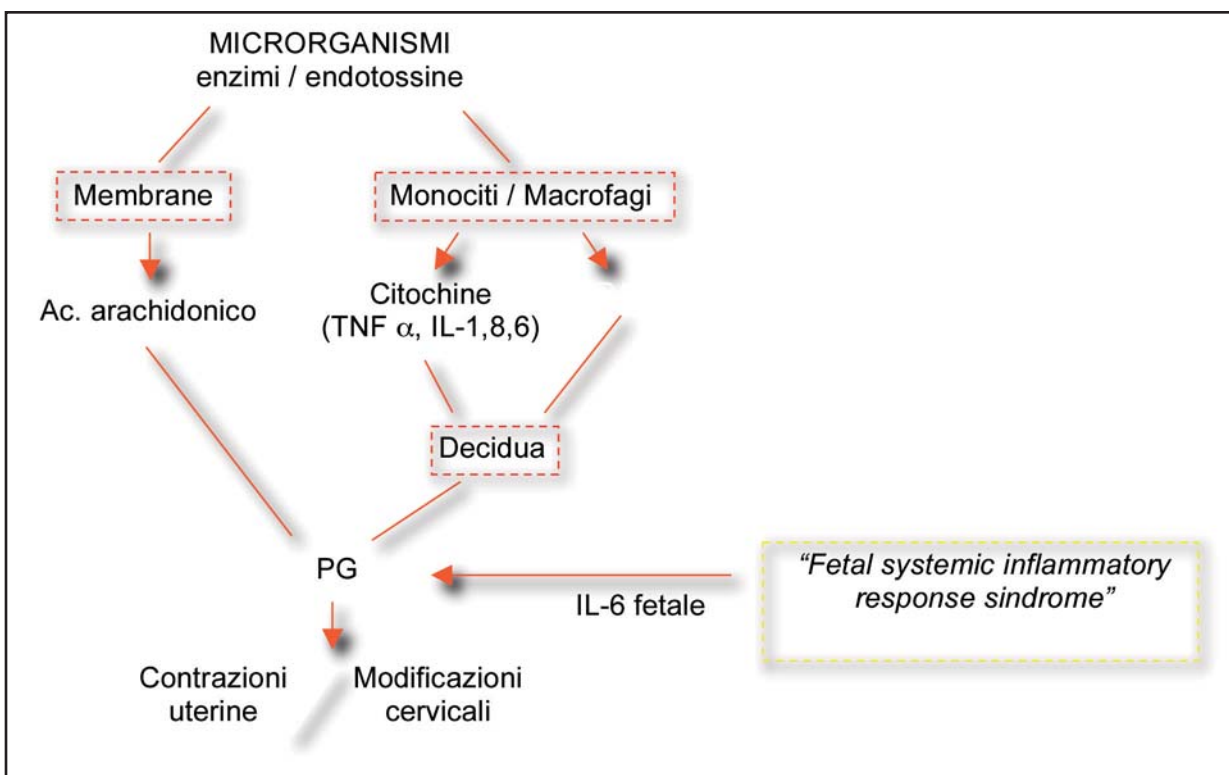 MICRORGANISMI
enzimi / endotossine
Membrane
Monociti / Macrofagi
Ac. arachidonico
Citochine
(TNF α, IL-1,8,6)
Decidua
PG
IL-6 fetale
“Fetal systemic inflammatory
response sindrome”
Contrazioni
uterine
Modificazioni
cervicali